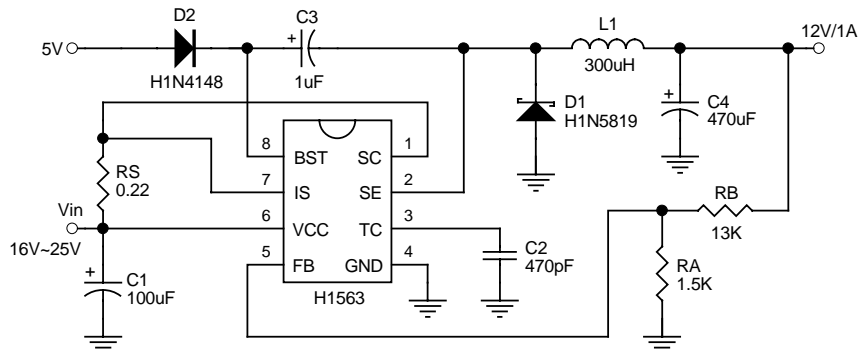 5V
D2
H1N4148
C3
+
1uF
L1
300uH
12V/1A
D1
H1N5819
+
C4
470uF
RS
0.22
Vin
16V~25V
+
C1
100uF
8
BST
SC
1
7
IS
SE
2
6
VCC
TC
3
5
FB
GND
4
H1563
C2
470pF
RB
13K
RA
1.5K